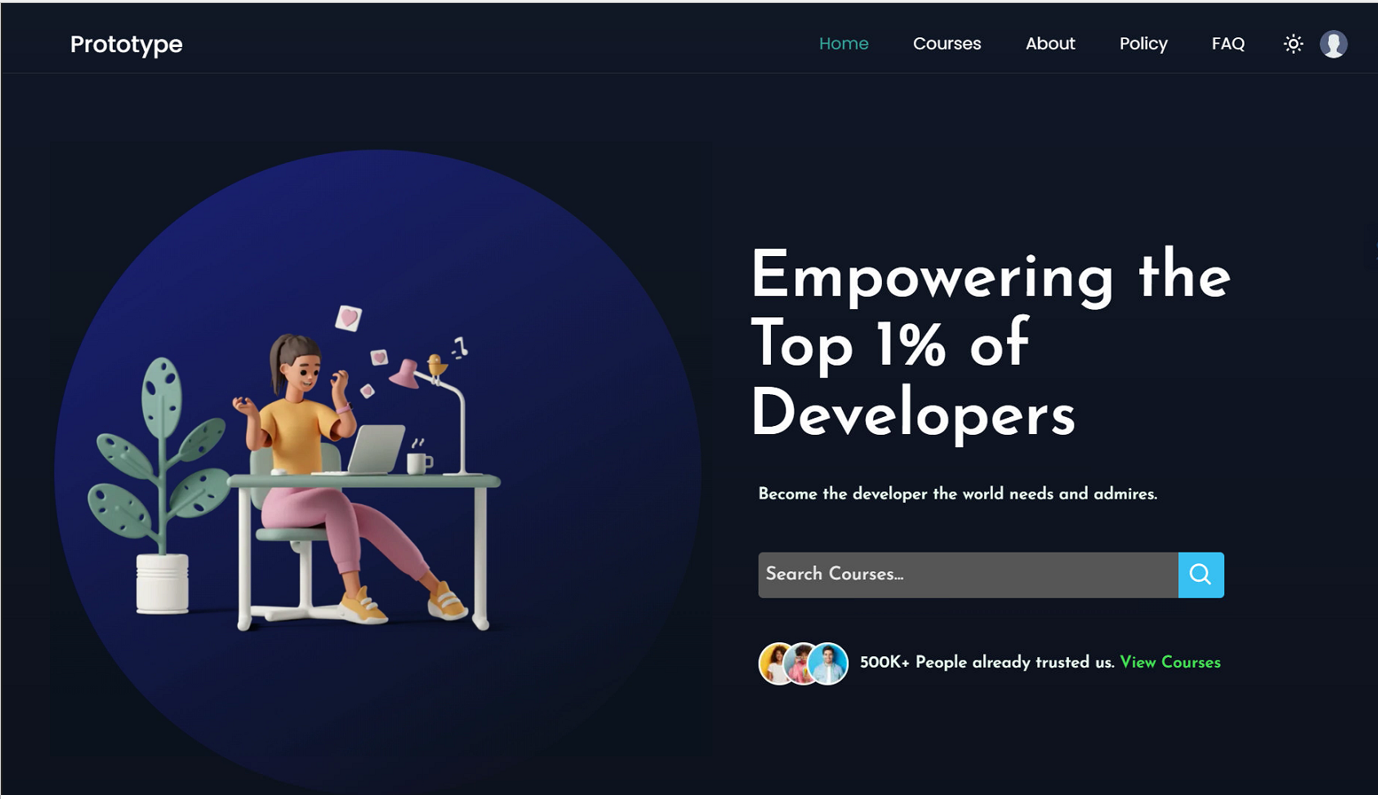 Prototype
Home Courses About Policy FAQ
Empowering the
Top 1% of
Developers
Become the developer the world needs and admires.
Search Courses...
500K+ People already trusted us. View Courses